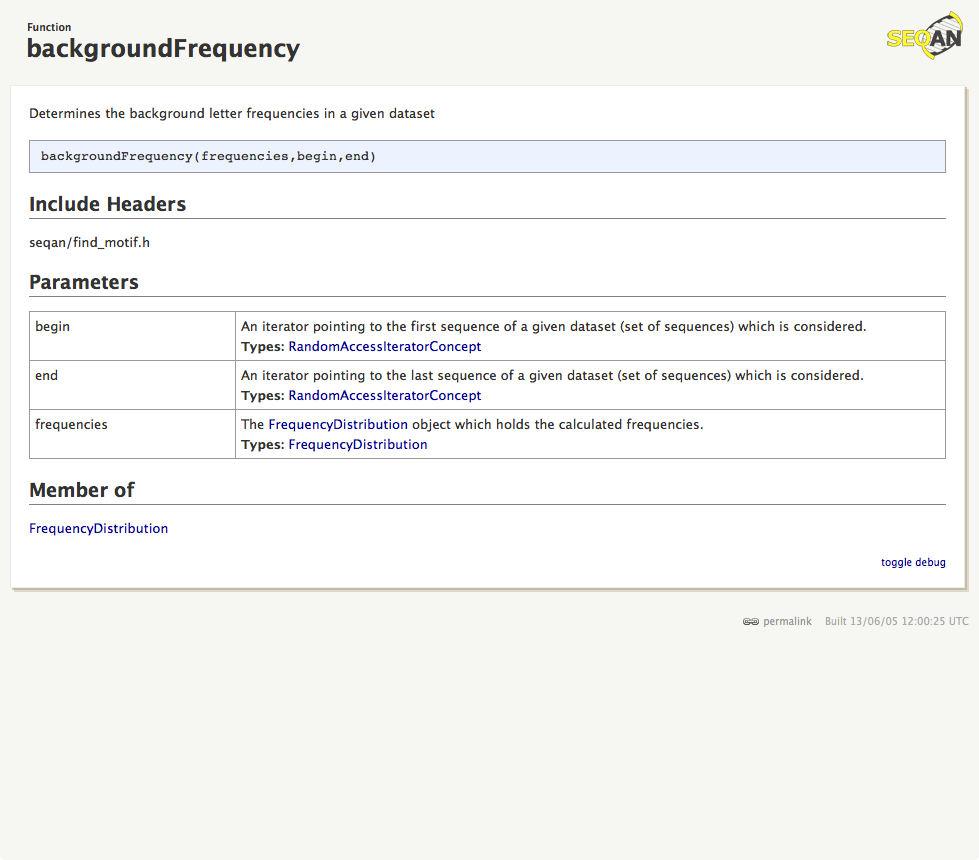 Function
backgroundFrequency
SEQAN
Determines the background letter frequencies in a given dataset
backgroundFrequency(frequencies,begin,end)
Include Headers
seqan/find_motif.h
Parameters
begin
An iterator pointing to the first sequence of a given dataset (set of sequences) which is considered.
Types: RandomAccessIteratorConcept
end
An iterator pointing to the last sequence of a given dataset (set of sequences) which is considered.
Types: RandomAccessIteratorConcept
frequencies
The FrequencyDistribution object which holds the calculated frequencies.
Types: FrequencyDistribution
Member of
FrequencyDistribution
toggle debug
permalink Built 13/06/05 12:00:25 UTC